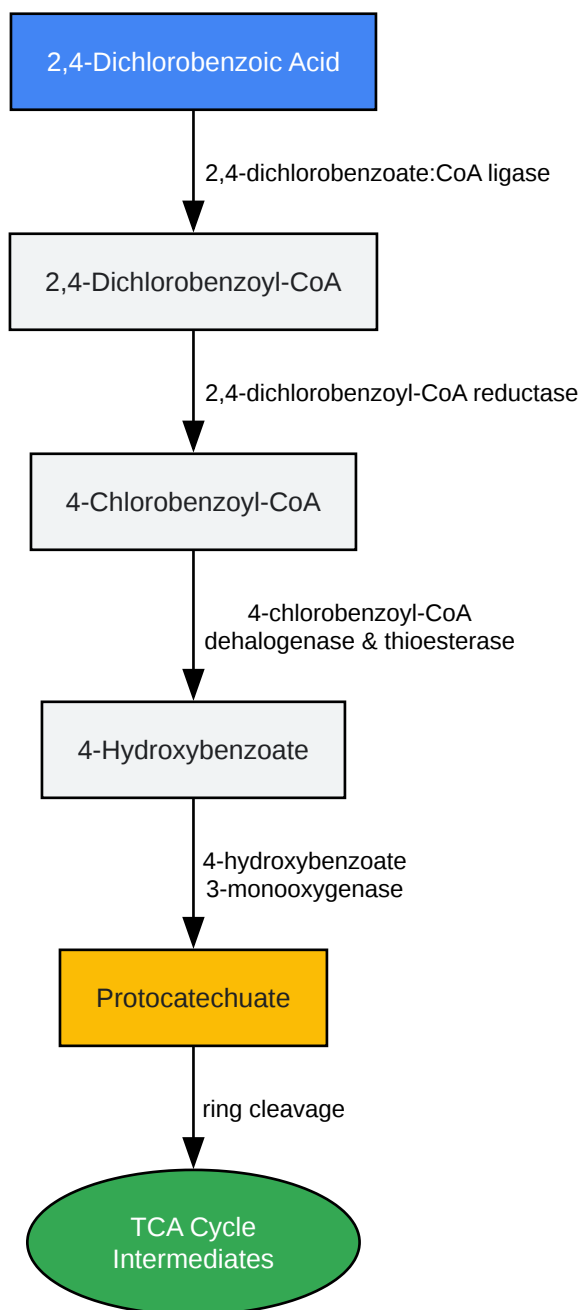 2,4-Dichlorobenzoic Acid
2,4-dichlorobenzoate:CoA ligase
2,4-Dichlorobenzoyl-CoA
2,4-dichlorobenzoyl-CoA reductase
4-Chlorobenzoyl-CoA
4-chlorobenzoyl-CoA
dehalogenase & thioesterase
4-Hydroxybenzoate
4-hydroxybenzoate
3-monooxygenase
Protocatechuate
ring cleavage
TCA Cycle
Intermediates